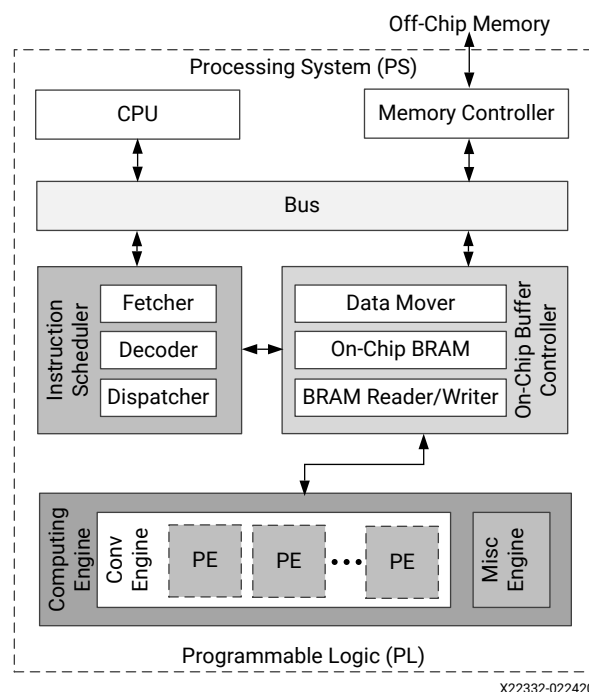 Off-Chip Memory
Processing System (PS)
CPU
Memory Controller
Bus
Instruction
Scheduler
Fetcher
Decoder
Dispatcher
Data Mover
On-Chip BRAM
BRAM Reader/Writer
On-Chip Buffer
Controller
Computing
Engine
Conv
Engine
PE
PE
•••
PE
Misc
Engine
Programmable Logic (PL)
X22332-022420